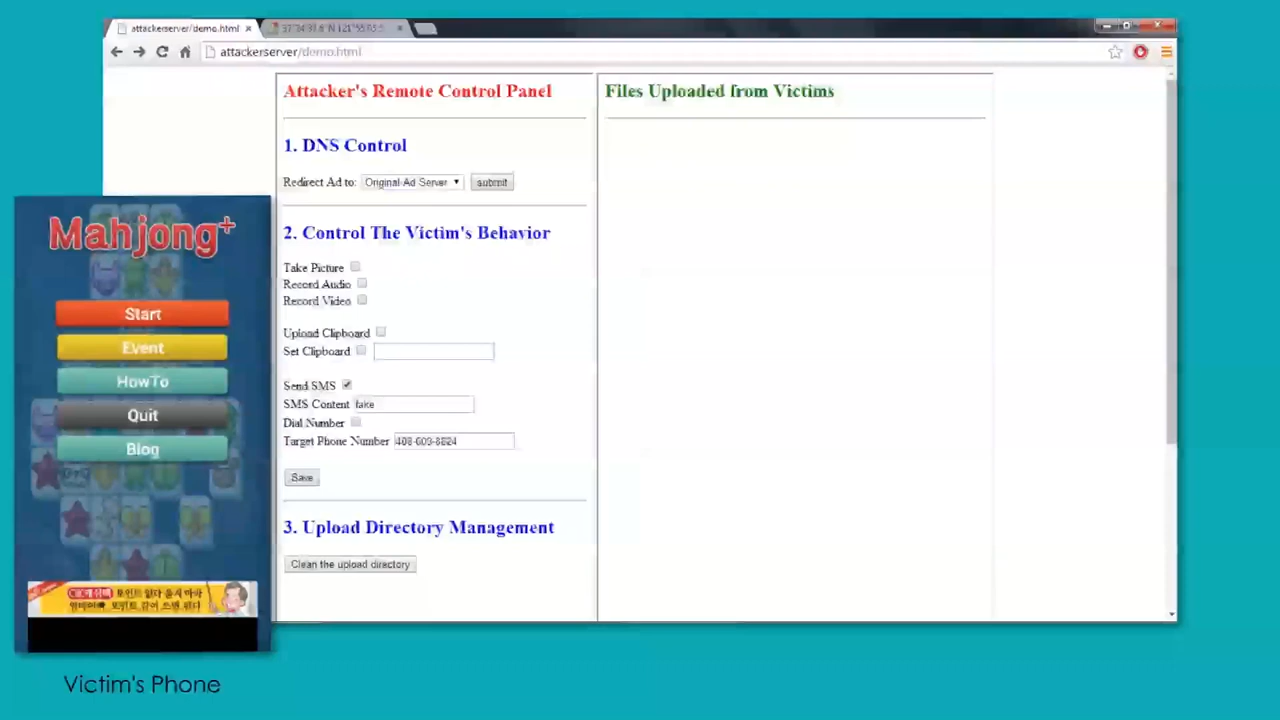 attackerserver/demo.html
attackerserver/demo.html
Attacker's Remote Control Panel
Files Uploaded from Victims
1. DNS Control
Redirect Ad to: Original Ad Server submit
2. Control The Victim's Behavior
Take Picture
Record Audio
Record Video
Upload Clipboard
Set Clipboard
Send SMS
SMS Content fake
Dial Number
Target Phone Number
Save
3. Upload Directory Management
Clean the upload directory
Mahjong+
Start
Event
HowTo
Quit
Blog
Victim's Phone